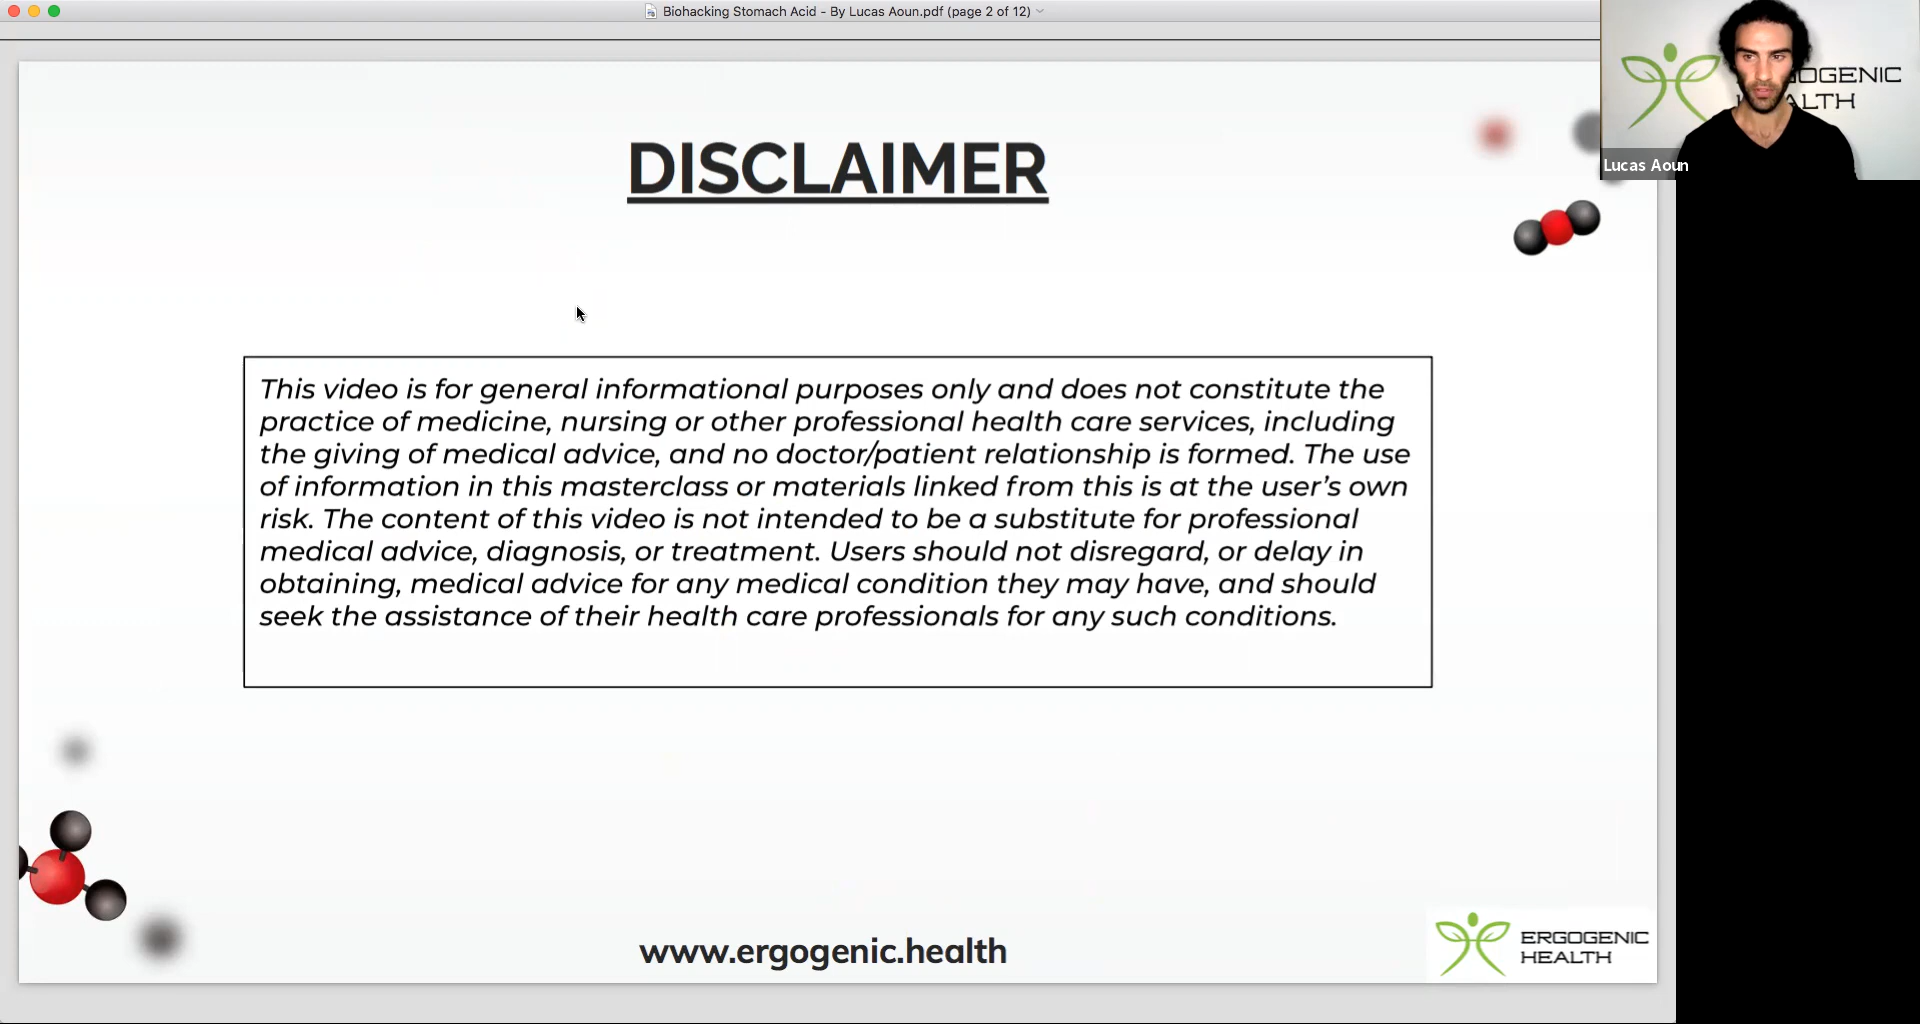 Biohacking Stomach Acid - By Lucas Aoun.pdf (page 2 of 12)
OGENIC
ALTH
Lucas Aoun
DISCLAIMER
This video is for general informational purposes only and does not constitute the
practice of medicine, nursing or other professional health care services, including
the giving of medical advice, and no doctor/patient relationship is formed. The use
of information in this masterclass or materials linked from this is at the user's own
risk. The content of this video is not intended to be a substitute for professional
medical advice, diagnosis, or treatment. Users should not disregard, or delay in
obtaining, medical advice for any medical condition they may have, and should
seek the assistance of their health care professionals for any such conditions.
www.ergogenic.health
ERGOGENIC
HEALTH